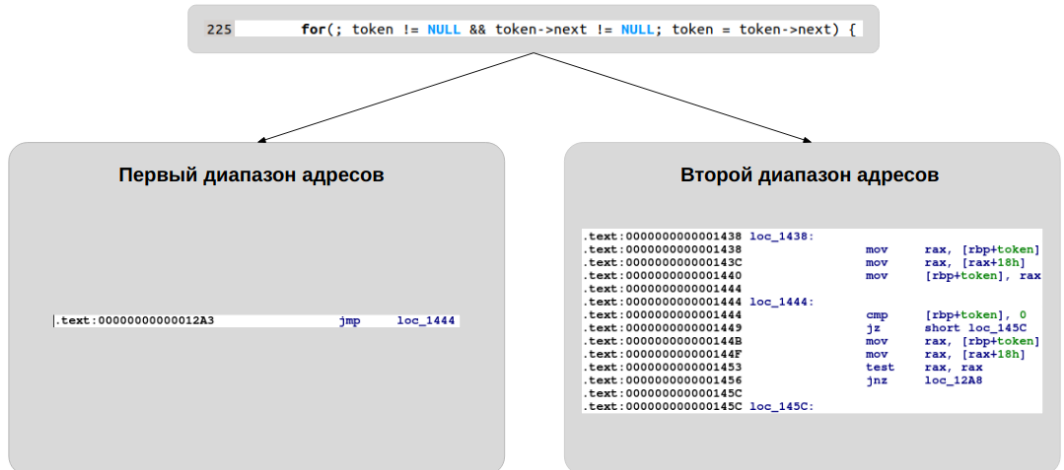 225 for(; token != NULL && token->next != NULL; token = token->next) {
Первый диапазон адресов
.text:00000000000012A3 jmp loc_1444
Второй диапазон адресов
.text:0000000000001438 loc_1438:
.text:0000000000001438 mov rax, [rbp+token]
.text:000000000000143C mov rax, [rax+18h]
.text:0000000000001440 mov [rbp+token], rax
.text:0000000000001444
.text:0000000000001444 loc_1444:
.text:0000000000001444 cmp [rbp+token], 0
.text:0000000000001449 jz short loc_145C
.text:000000000000144B mov rax, [rbp+token]
.text:000000000000144F mov rax, [rax+18h]
.text:0000000000001453 test rax, rax
.text:0000000000001456 jnz loc_12A8
.text:000000000000145C
.text:000000000000145C loc_145C: